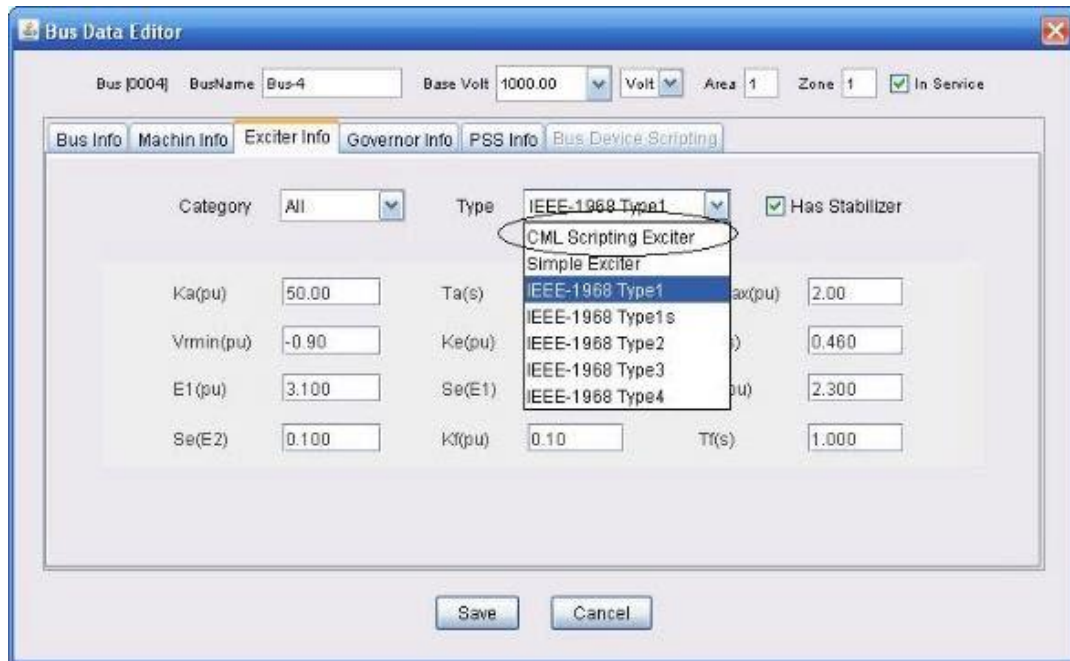 Bus Data Editor
Bus [0004] BusName Bus-4 Base Volt 1000.00 Volt Area 1 Zone 1 In Service
Bus Info Machin Info Exciter Info Governor Info PSS Info Bus Device Scripting
Category All Type IEEE-1968 Type1 Has Stabilizer
CML Scripting Exciter
Simple Exciter
Ka(pu) 50.00 Ta(s) IEEE-1968 Type1 ax(pu) 2.00
IEEE-1968 Type1s
Vrmin(pu) -0.90 Ke(pu) IEEE-1968 Type2 ) 0.460
IEEE-1968 Type3
E1(pu) 3.100 Se(E1) IEEE-1968 Type4 ou) 2.300
Se(E2) 0.100 Kf(pu) 0.10 Tf(s) 1.000
Save Cancel